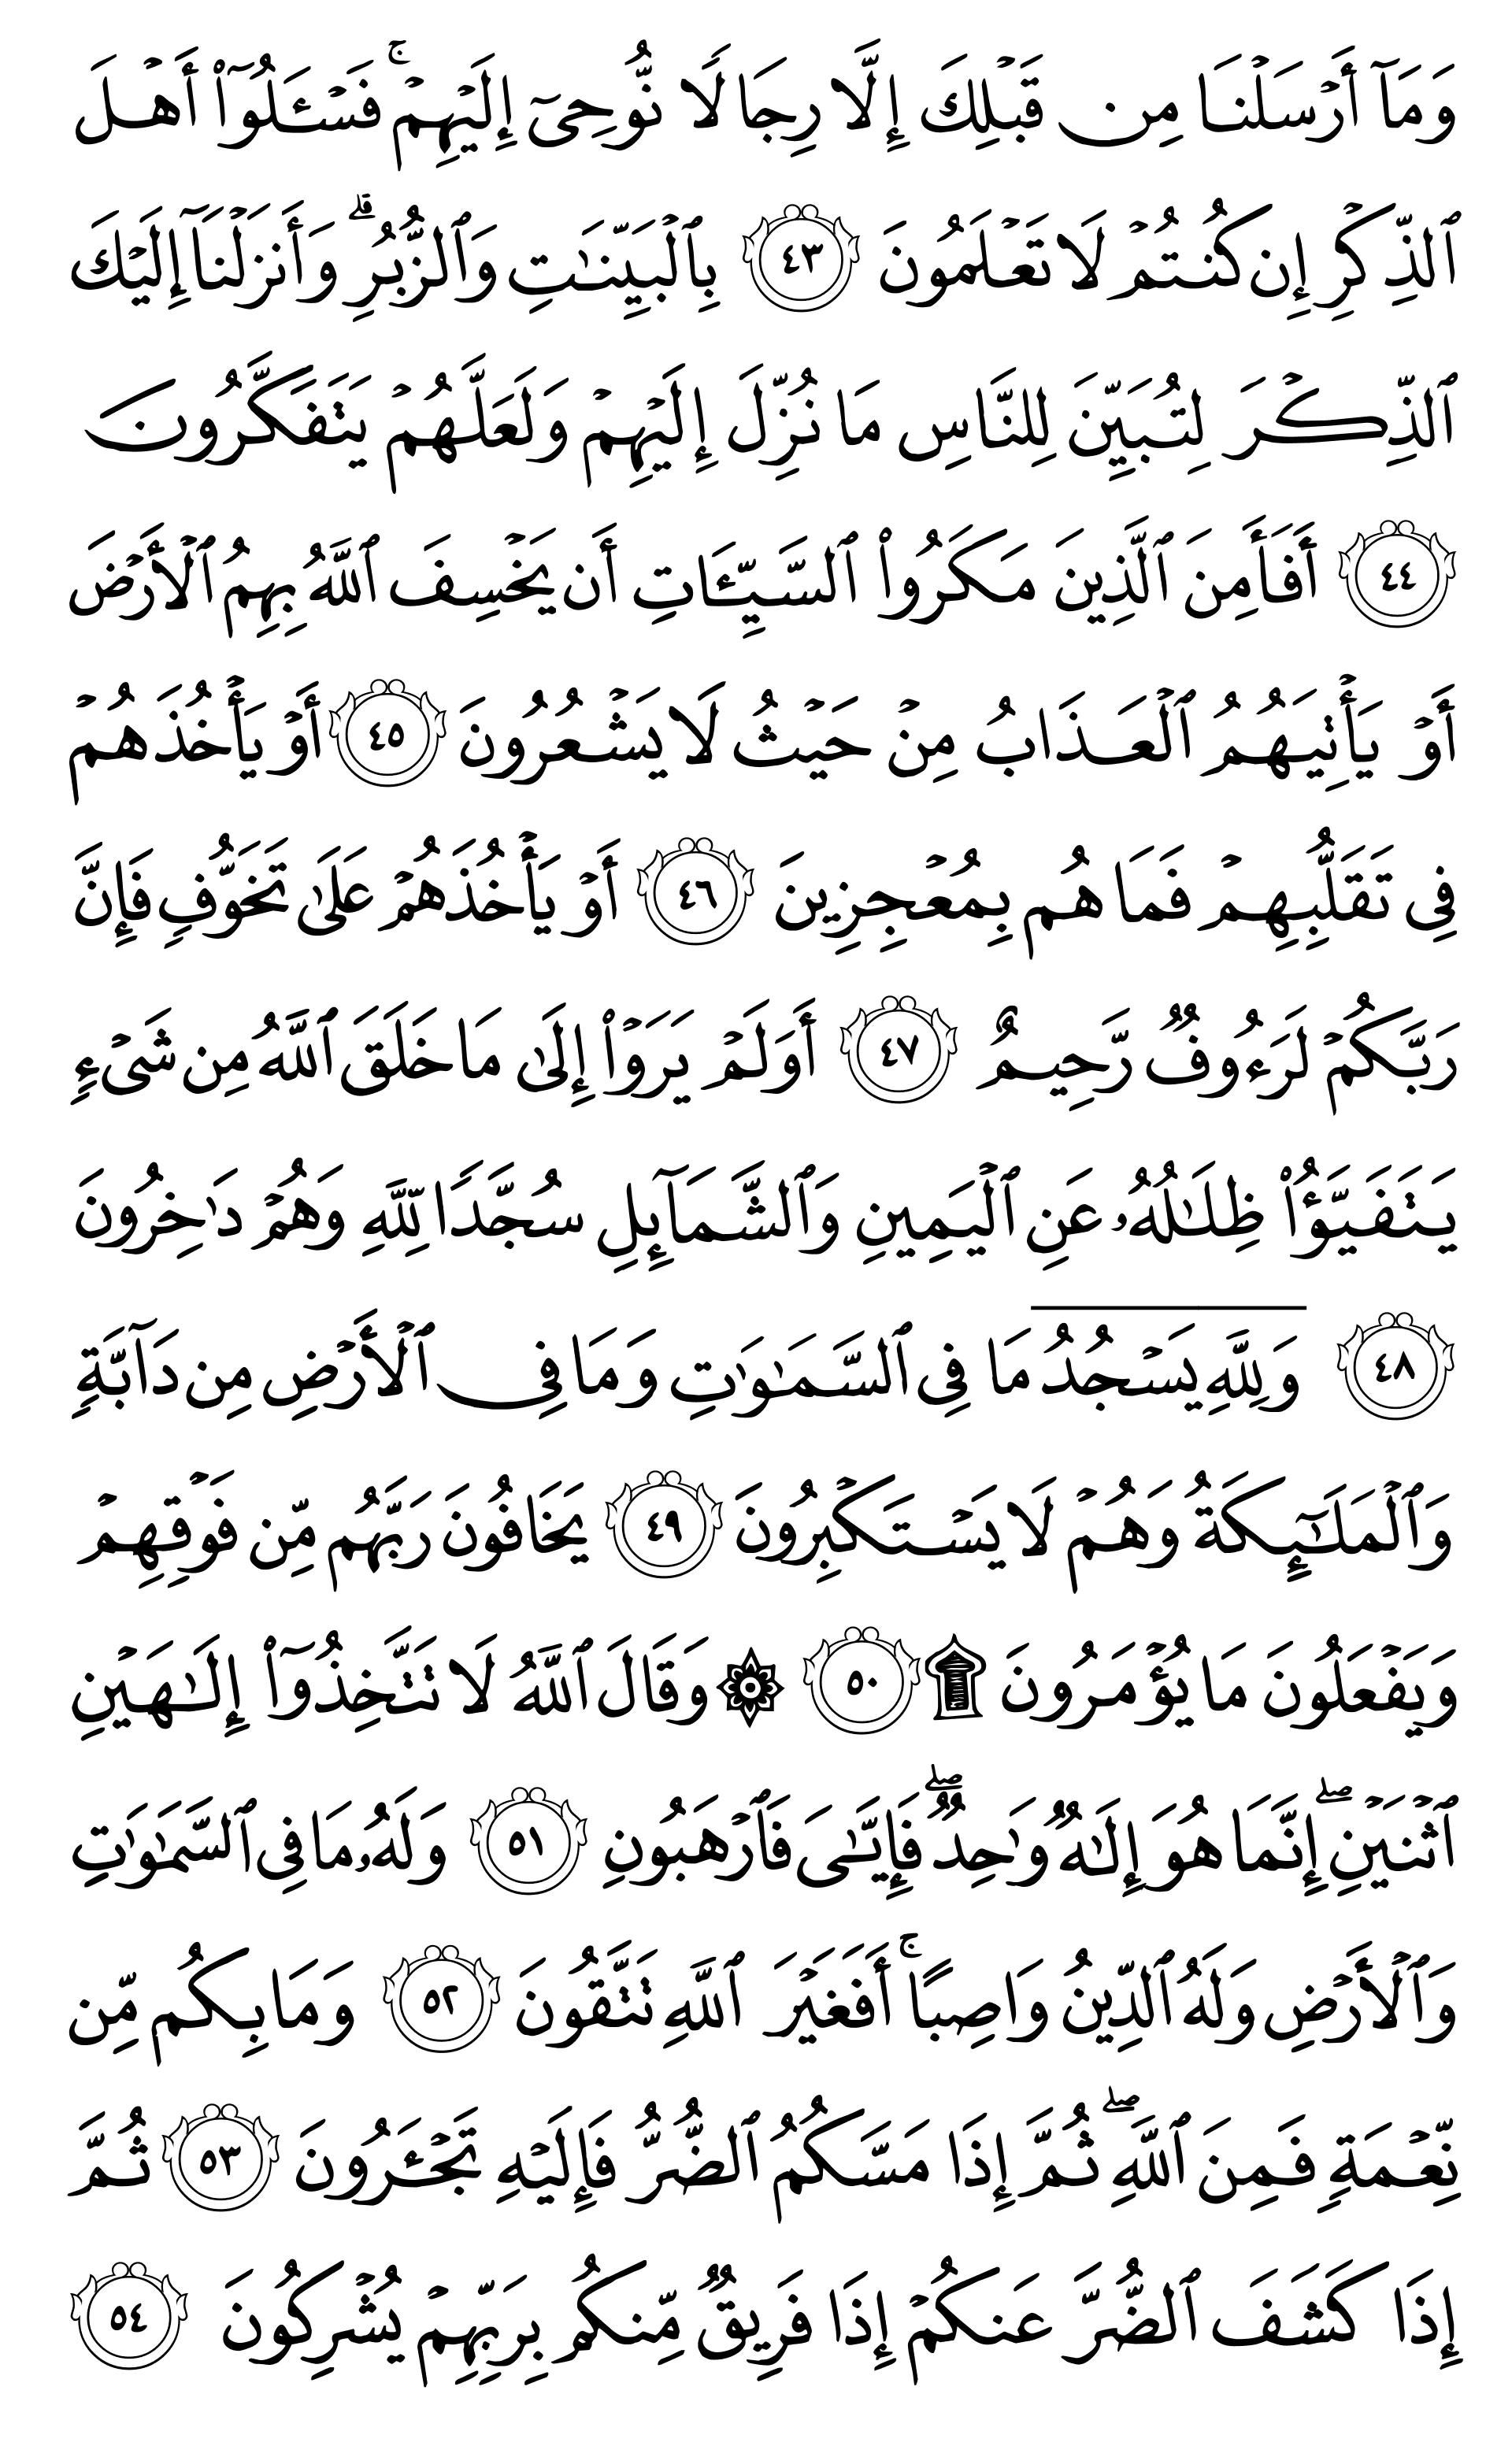 وَمَآ أَرْسَلْنَا مِن قَبْلِكَ إِلَّا رِجَالًا نُّوحِىٓ إِلَيْهِمْ ۚ فَسْـَٔلُوٓا۟ أَهْلَ
ٱلذِّكْرِ إِن كُنتُمْ لَا تَعْلَمُونَ ٤٣ بِٱلْبَيِّنَـٰتِ وَٱلزُّبُرِ ۗ وَأَنزَلْنَآ إِلَيْكَ
ٱلذِّكْرَ لِتُبَيِّنَ لِلنَّاسِ مَا نُزِّلَ إِلَيْهِمْ وَلَعَلَّهُمْ يَتَفَكَّرُونَ
٤٤ أَفَأَمِنَ ٱلَّذِينَ مَكَرُوا۟ ٱلسَّيِّـَٔاتِ أَن يَخْسِفَ ٱللَّهُ بِهِمُ ٱلْأَرْضَ
أَوْ يَأْتِيَهُمُ ٱلْعَذَابُ مِنْ حَيْثُ لَا يَشْعُرُونَ ٤٥ أَوْ يَأْخُذَهُمْ
فِى تَقَلُّبِهِمْ فَمَا هُم بِمُعْجِزِينَ ٤٦ أَوْ يَأْخُذَهُمْ عَلَىٰ تَخَوُّفٍ فَإِنَّ
رَبَّكُمْ لَرَءُوفٌ رَّحِيمٌ ٤٧ أَوَلَمْ يَرَوْا۟ إِلَىٰ مَا خَلَقَ ٱللَّهُ مِن شَىْءٍ
يَتَفَيَّؤُا۟ ظِلَـٰلُهُۥ عَنِ ٱلْيَمِينِ وَٱلشَّمَآئِلِ سُجَّدًا لِّلَّهِ وَهُمْ دَٰخِرُونَ
٤٨ وَلِلَّهِ يَسْجُدُ مَا فِى ٱلسَّمَـٰوَٰتِ وَمَا فِى ٱلْأَرْضِ مِن دَآبَّةٍ
وَٱلْمَلَـٰٓئِكَةُ وَهُمْ لَا يَسْتَكْبِرُونَ ٤٩ يَخَافُونَ رَبَّهُم مِّن فَوْقِهِمْ
وَيَفْعَلُونَ مَا يُؤْمَرُونَ ۩ ٥٠ ۞ وَقَالَ ٱللَّهُ لَا تَتَّخِذُوٓا۟ إِلَـٰهَيْنِ
ٱثْنَيْنِ ۖ إِنَّمَا هُوَ إِلَـٰهٌ وَٰحِدٌ ۖ فَإِيَّـٰىَ فَٱرْهَبُونِ ٥١ وَلَهُۥ مَا فِى ٱلسَّمَـٰوَٰتِ
وَٱلْأَرْضِ وَلَهُ ٱلدِّينُ وَاصِبًا ۚ أَفَغَيْرَ ٱللَّهِ تَتَّقُونَ ٥٢ وَمَا بِكُم مِّن
نِّعْمَةٍ فَمِنَ ٱللَّهِ ۖ ثُمَّ إِذَا مَسَّكُمُ ٱلضُّرُّ فَإِلَيْهِ تَجْـَٔرُونَ ٥٣ ثُمَّ
إِذَا كَشَفَ ٱلضُّرَّ عَنكُمْ إِذَا فَرِيقٌ مِّنكُم بِرَبِّهِمْ يُشْرِكُونَ ٥٤